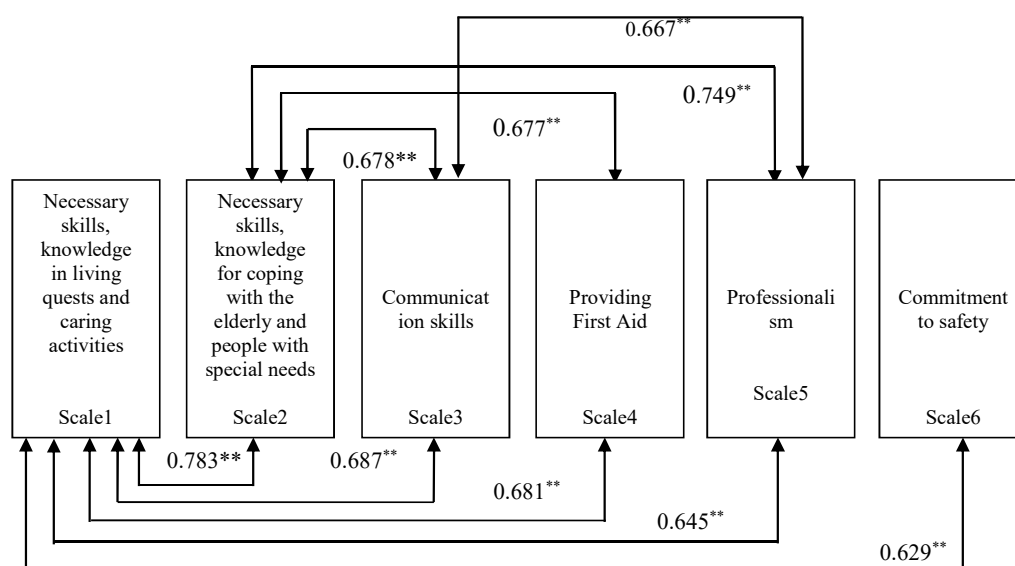 0.667**
0.749**
0.677**
0.678**
Necessary
skills,
knowledge
in living
quests and
caring
activities
Scale1
Necessary
skills,
knowledge
for coping
with the
elderly and
people with
special needs
Scale2
Communicat
ion skills
Scale3
Providing
First Aid
Scale4
Professionali
sm
Scale5
Commitment
to safety
Scale6
0.783**
0.687**
0.681**
0.645**
0.629**